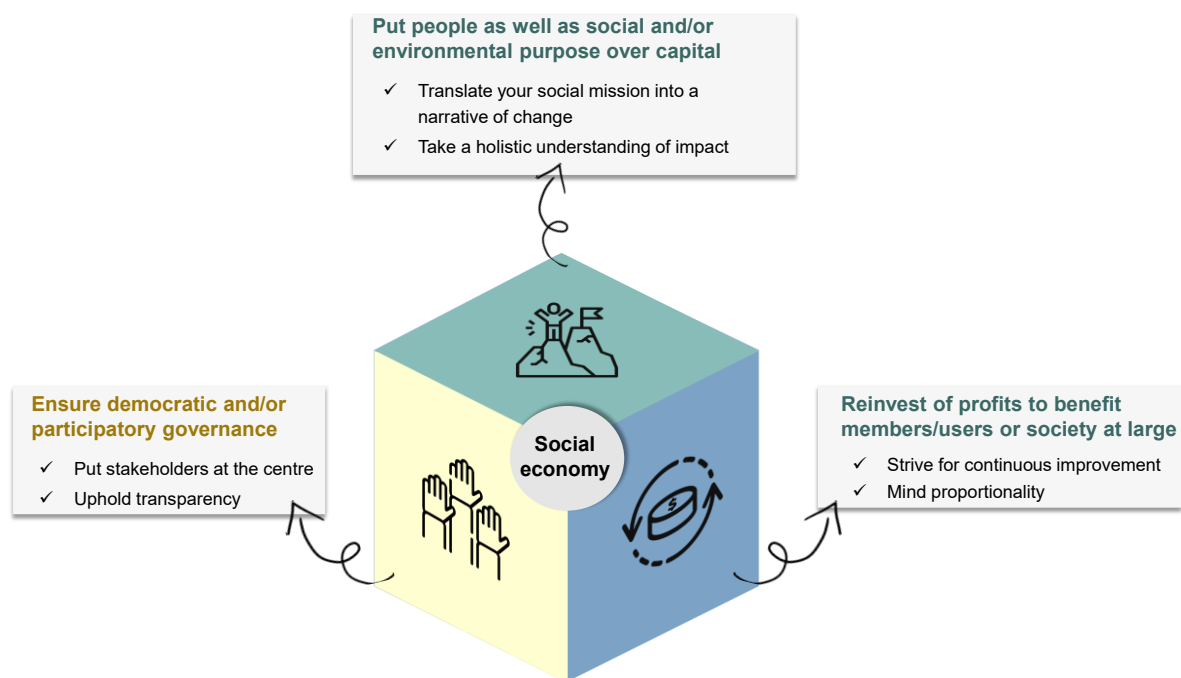 Put people as well as social and/or
environmental purpose over capital
✓ Translate your social mission into a
narrative of change
✓ Take a holistic understanding of impact
Ensure democratic and/or
participatory governance
✓ Put stakeholders at the centre
✓ Uphold transparency
Social
economy
$
Reinvest of profits to benefit
members/users or society at large
✓ Strive for continuous improvement
✓ Mind proportionality